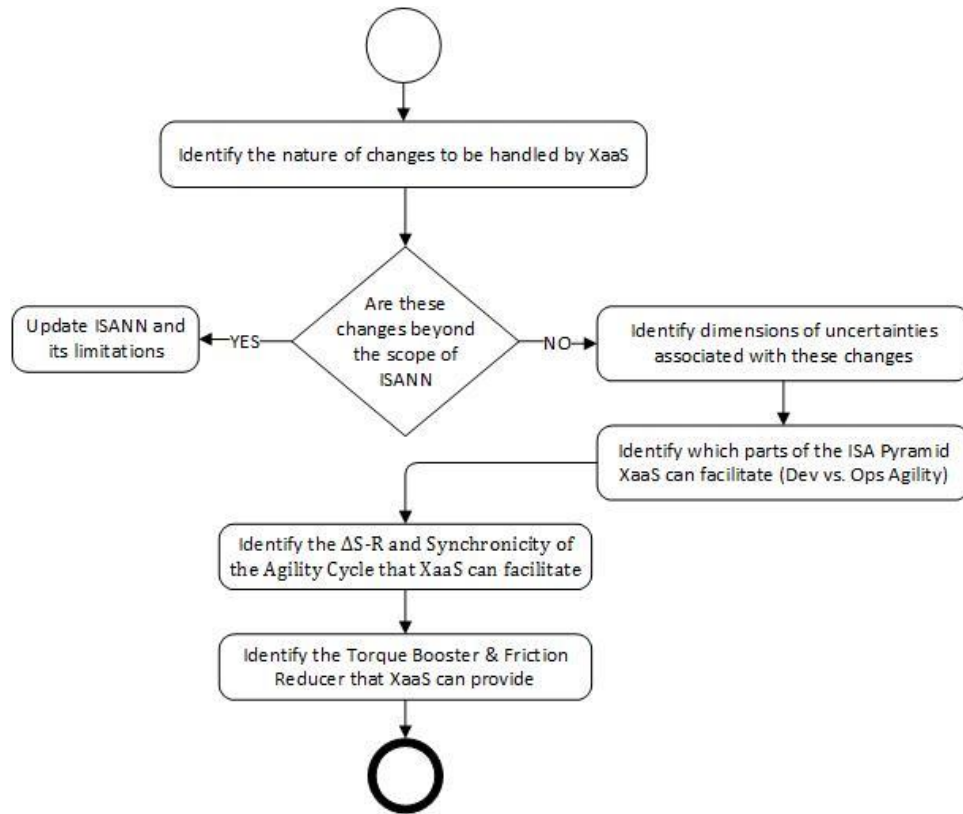 Identify the nature of changes to be handled by XaaS
Are these
changes beyond
the scope of
ISANN
YES
Update ISANN and
its limitations
NO
Identify dimensions of uncertainties
associated with these changes
Identify which parts of the ISA Pyramid
XaaS can facilitate (Dev vs. Ops Agility)
Identify the ΔS-R and Synchronicity of
the Agility Cycle that XaaS can facilitate
Identify the Torque Booster & Friction
Reducer that XaaS can provide